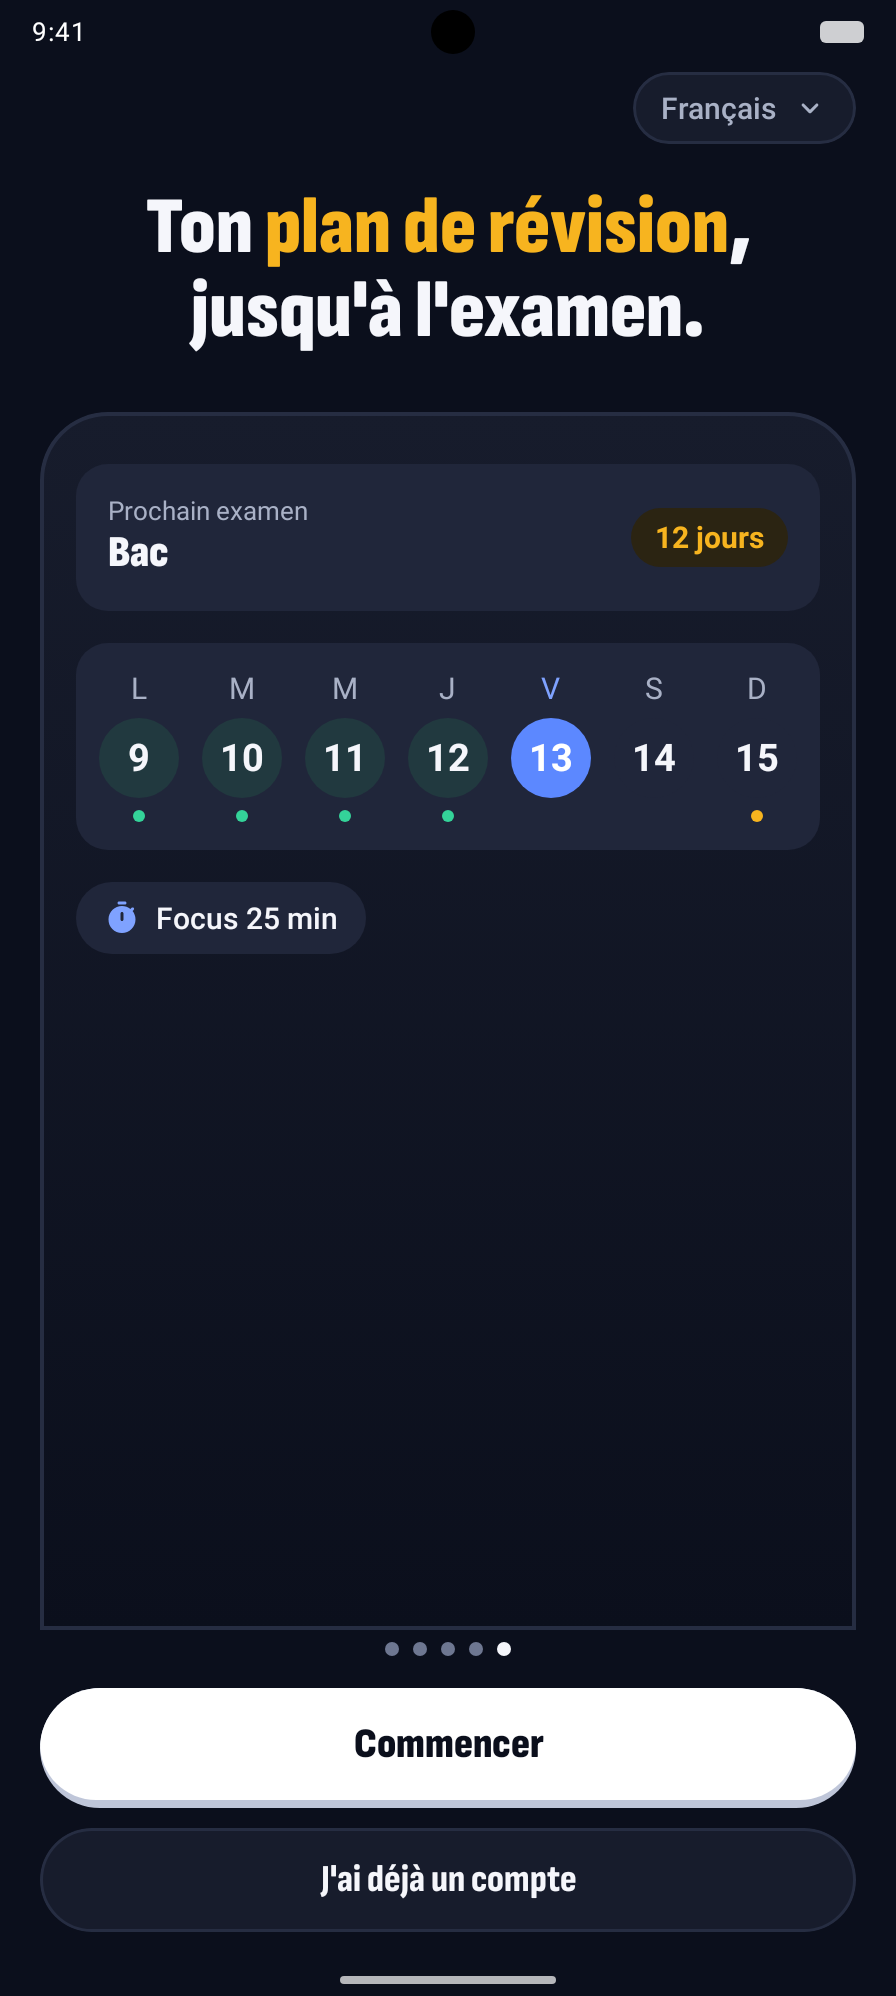 9:41
Français
Ton plan de révision,
jusqu'à l'examen.
Prochain examen
Bac
12 jours
L M M J V S D
9 10 11 12 13 14 15
Focus 25 min
Commencer
J'ai déjà un compte